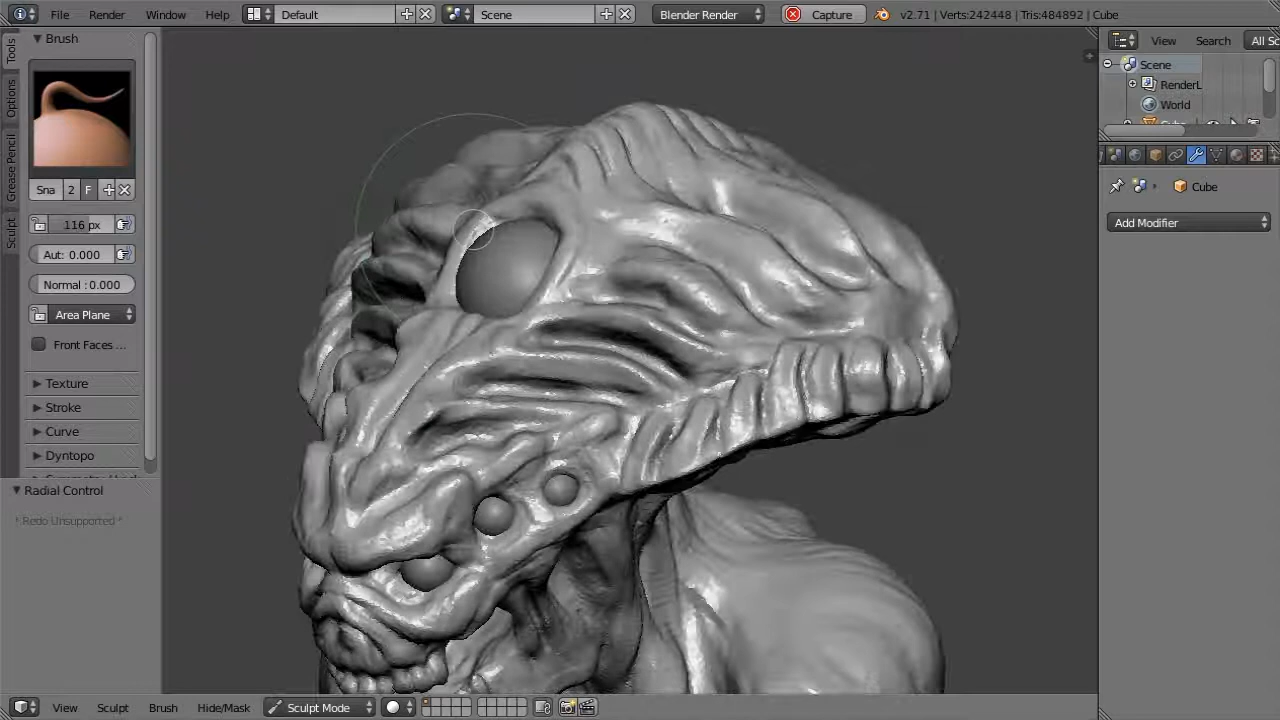 File Render Window Help Default Scene Blender Render Capture v2.71 | Verts:242448 | Tris:484892 | Cube
Tools
Options
Grease Pencil
Sculpt
Brush
Sna 2 F
116 px
Aut: 0.000
Normal : 0.000
Area Plane
Front Faces ...
Texture
Stroke
Curve
Dyntopo
Radial Control
* Redo Unsupported *
View Search All Sc
Scene
RenderL
World
Cube
Add Modifier
View Sculpt Brush Hide/Mask Sculpt Mode